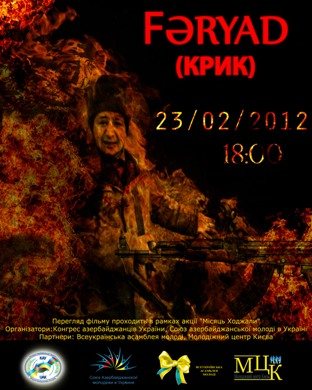 FəRYAD
(КРИК)
23/02/2012
18:00
Перегляд фільму проходить в рамках акції "Місяць Ходжали"
Організатори:Конгрес азербайджанців України, Союз азербайджанської молоді в Україні
Партнери: Всеукраїнська асамблея молоді, Молодіжний центр Києва
МЦК